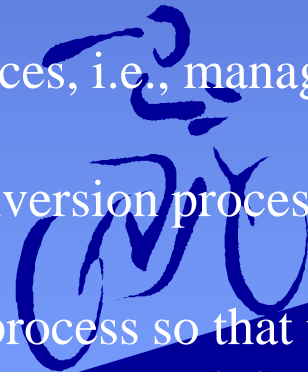 ces, i.e., manag
version proces
process so that